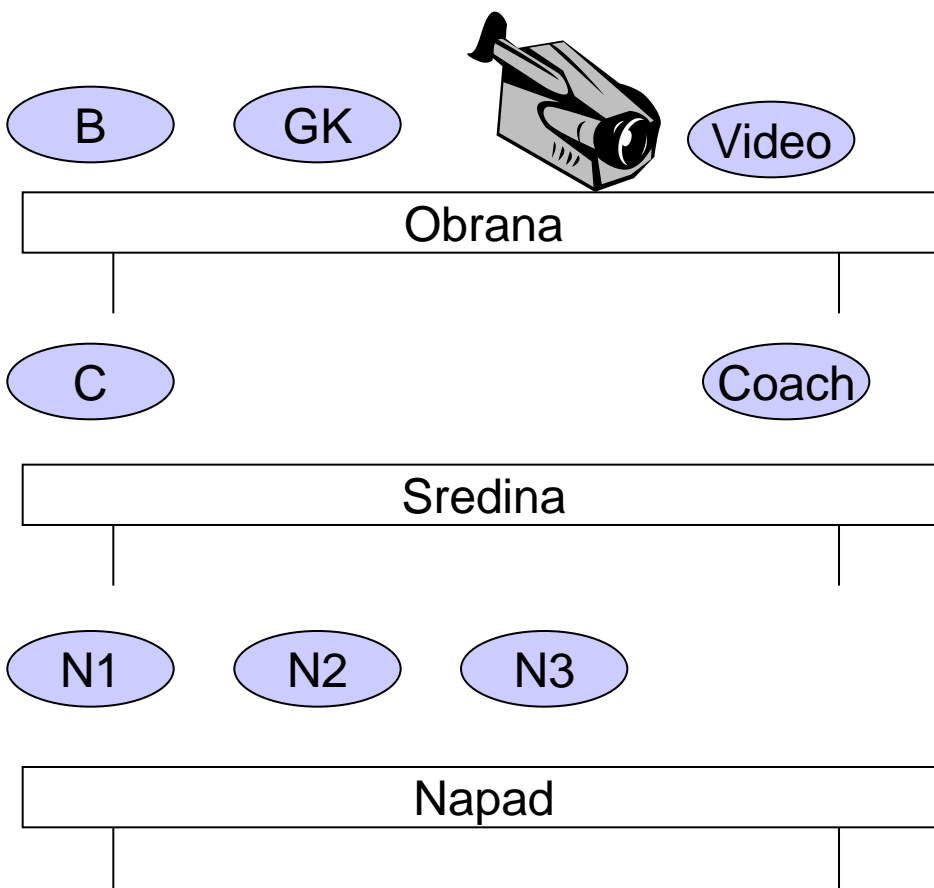 B GK Video
Obrana
C Coach
Sredina
N1 N2 N3
Napad